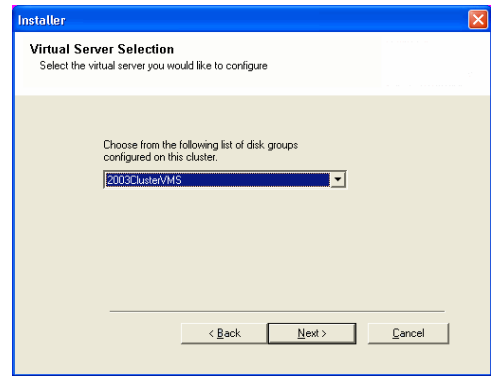 Installer
Virtual Server Selection
Select the virtual server you would like to configure
Choose from the following list of disk groups
configured on this cluster.
2003ClusterVMS
< Back
Next >
Cancel